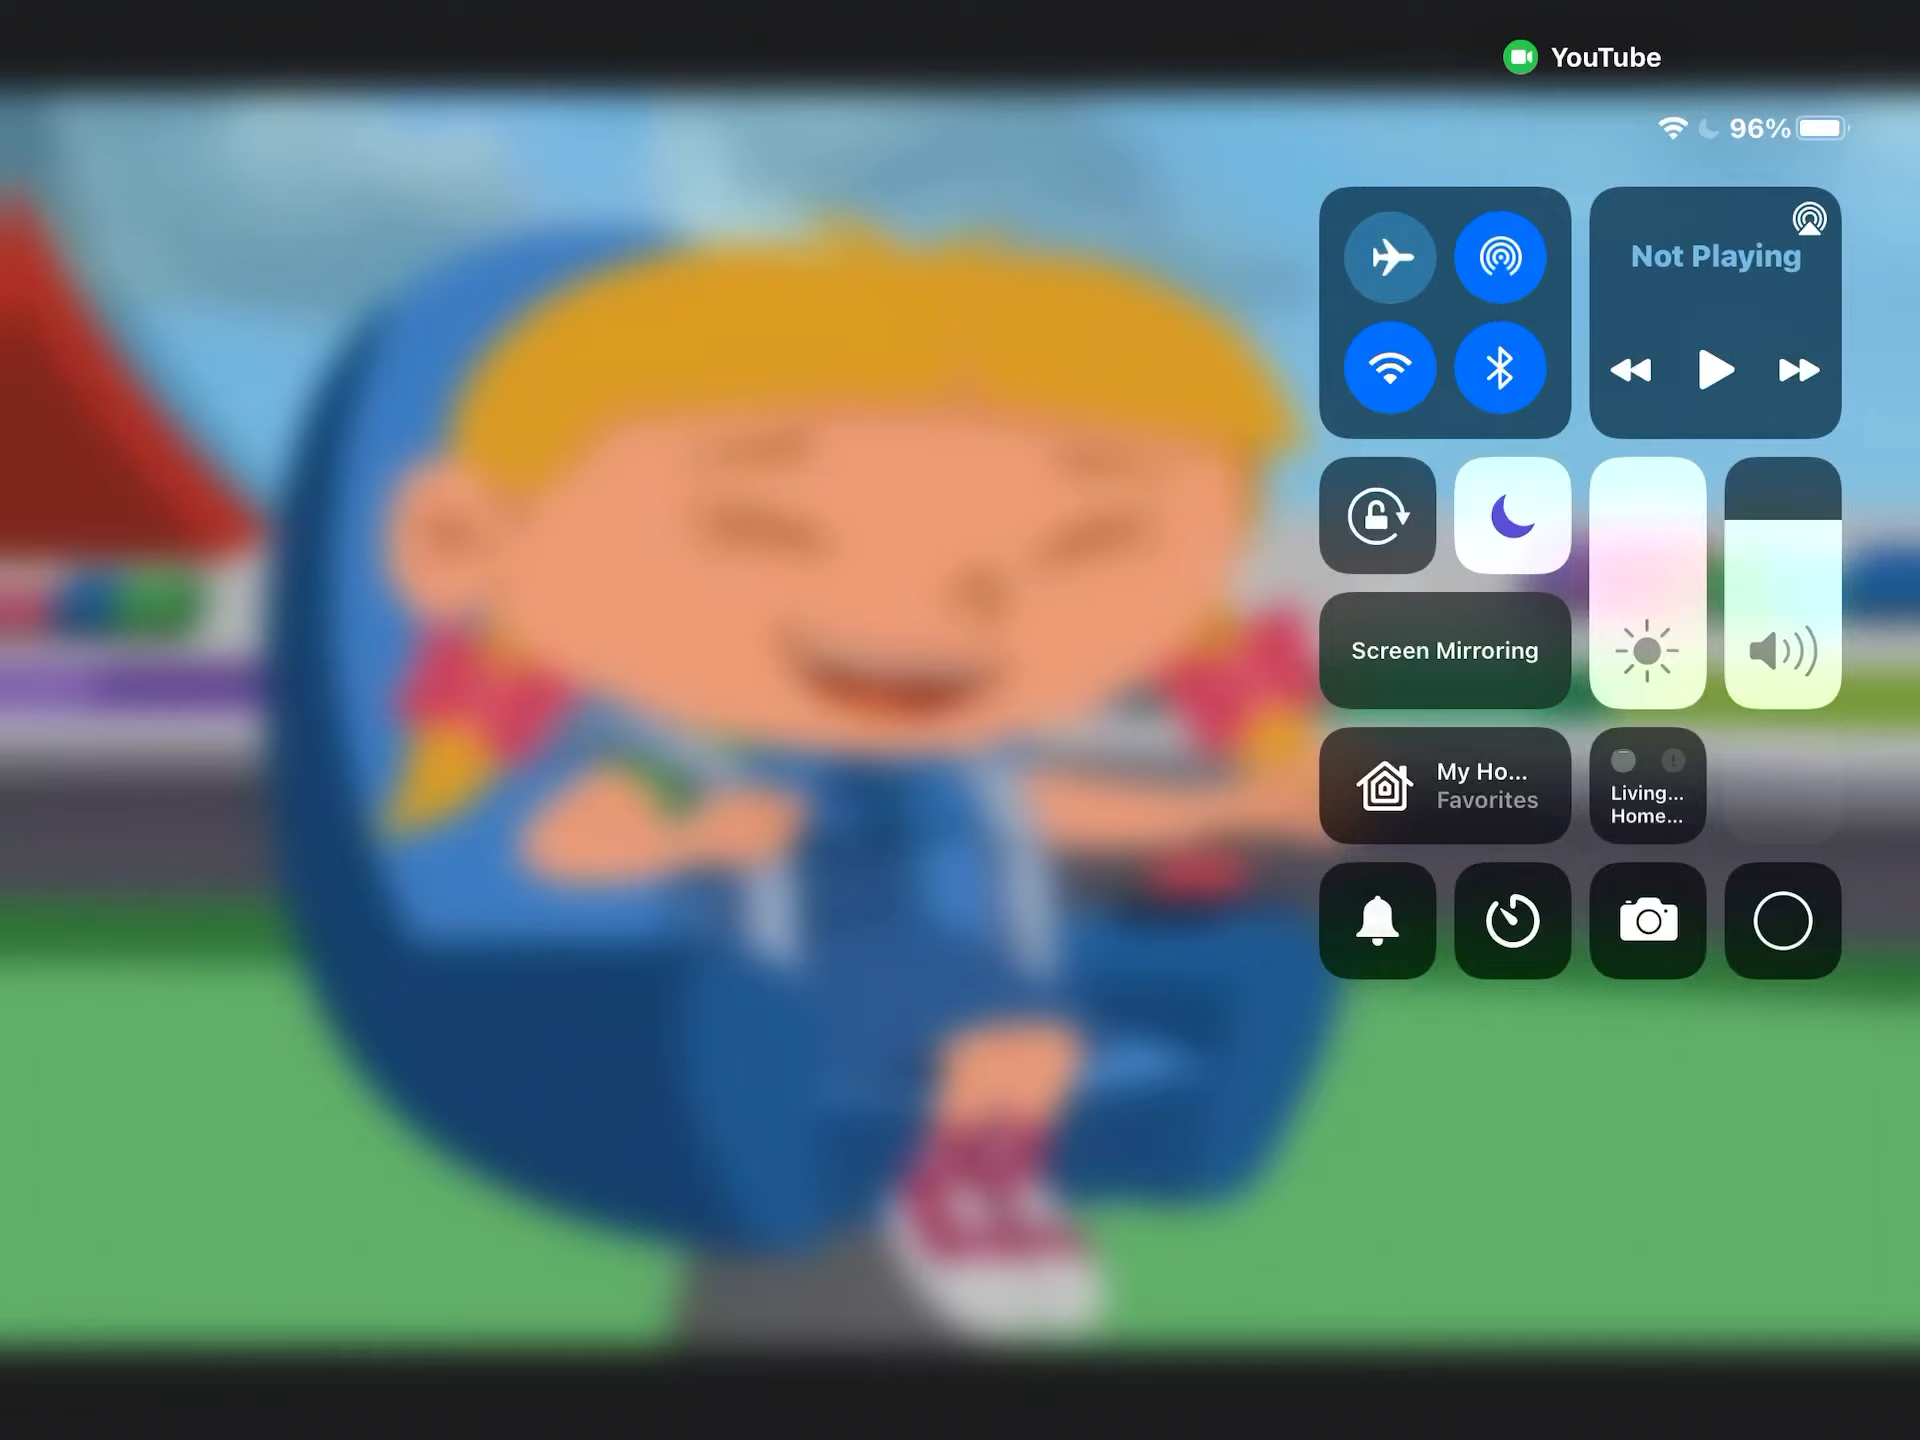 YouTube
96%
Not Playing
Screen Mirroring
My Ho...
Favorites
Living...
Home...